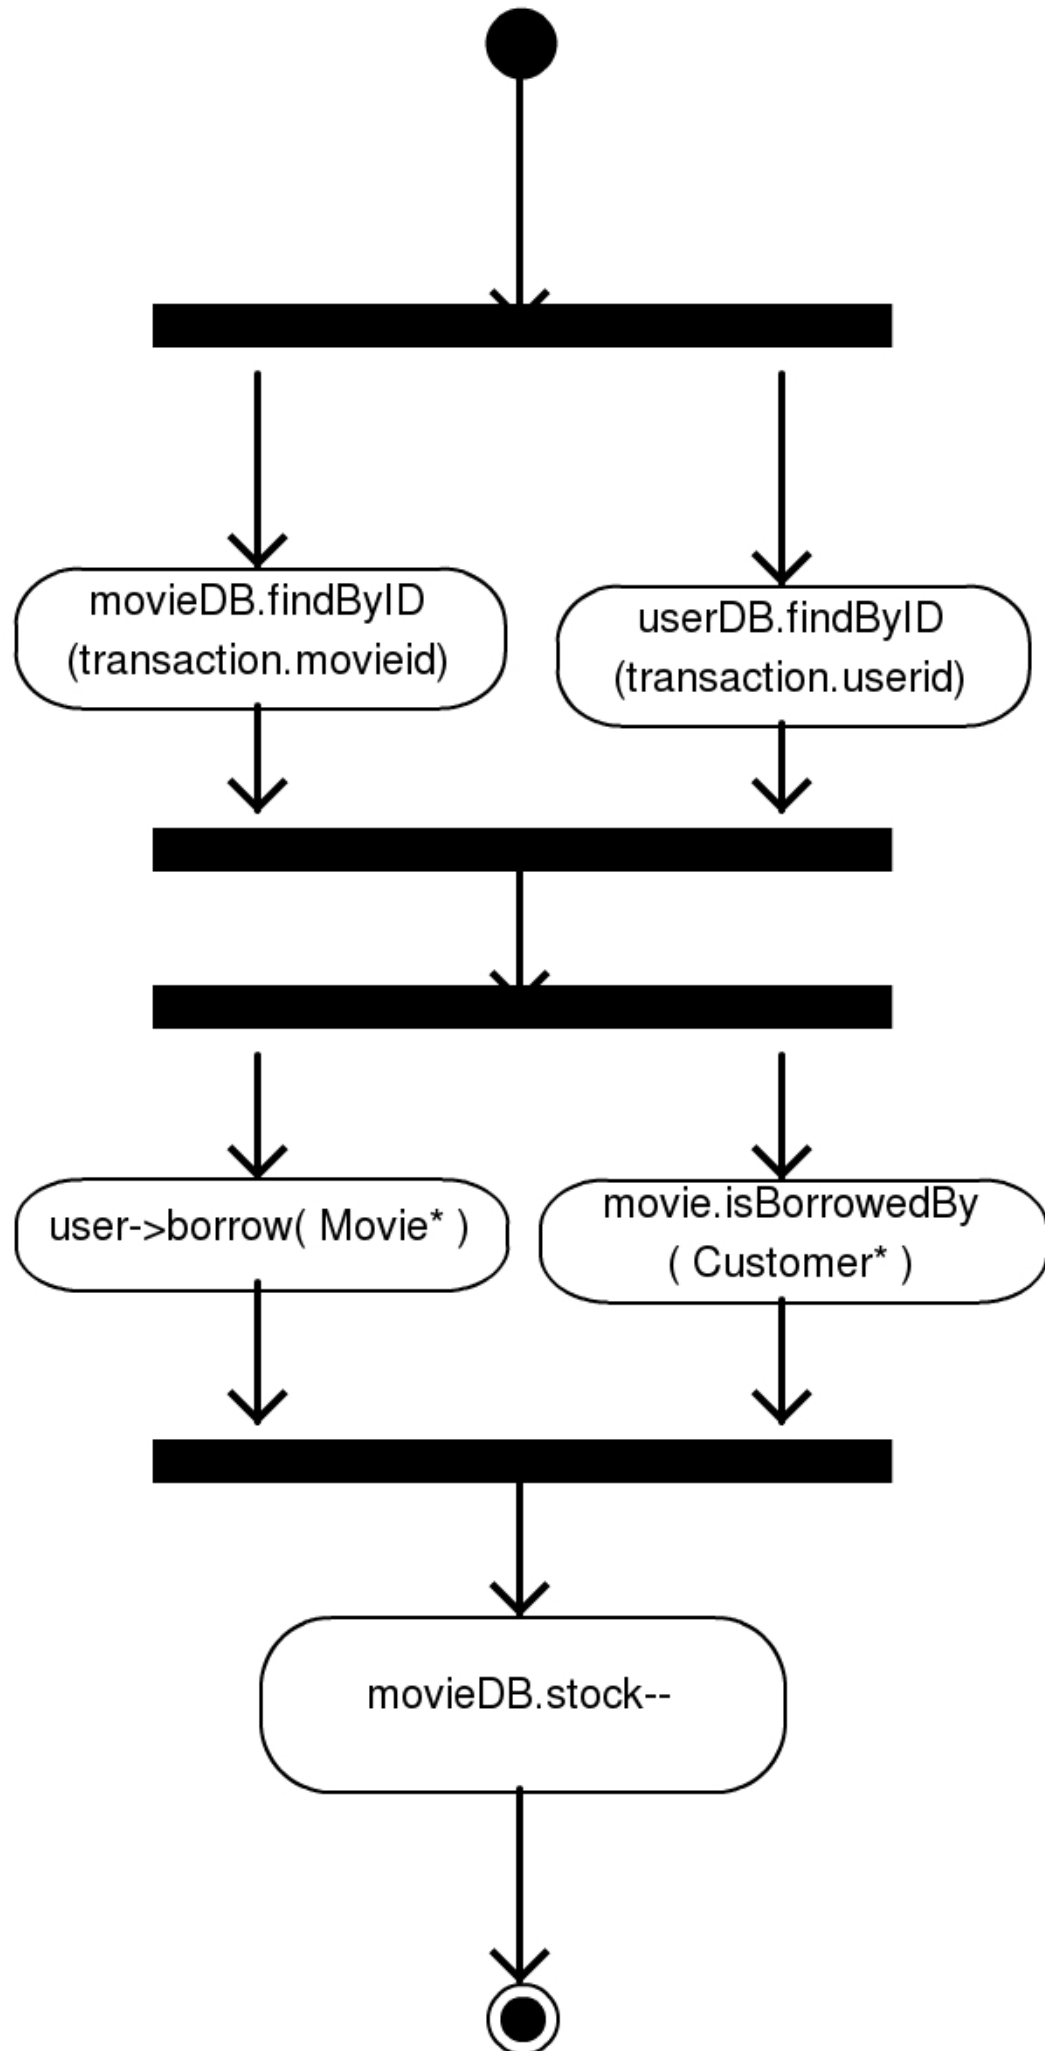 movieDB.findByID
(transaction.movieid)
userDB.findByID
(transaction.userid)
user->borrow( Movie* )
movie.isBorrowedBy
( Customer* )
movieDB.stock--